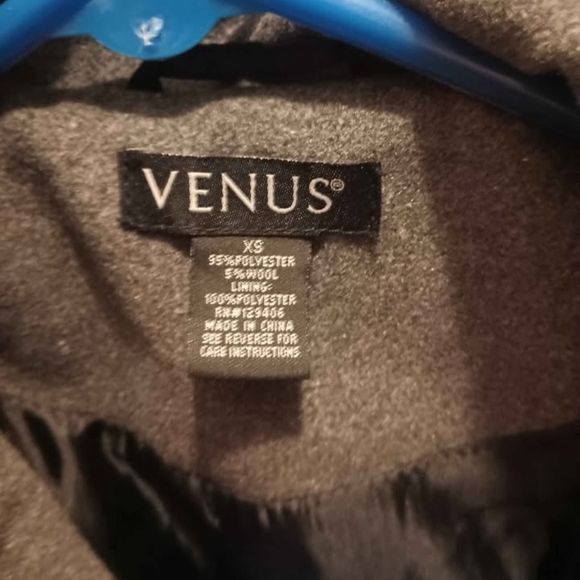 VENUS®
XS
95%POLYESTER
5%WOOL
LINING:
100%POLYESTER
RN#129406
MADE IN CHINA
SEE REVERSE FOR
CARE INSTRUCTIONS